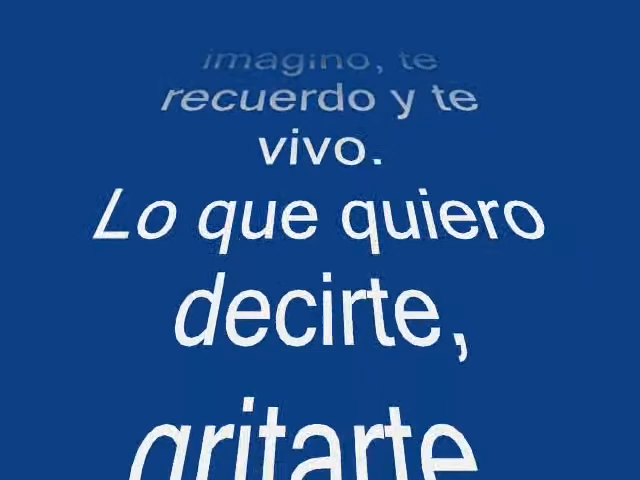 imagino, te
recuerdo y te
vivo.
Lo que quiero
decirte,
gritarte